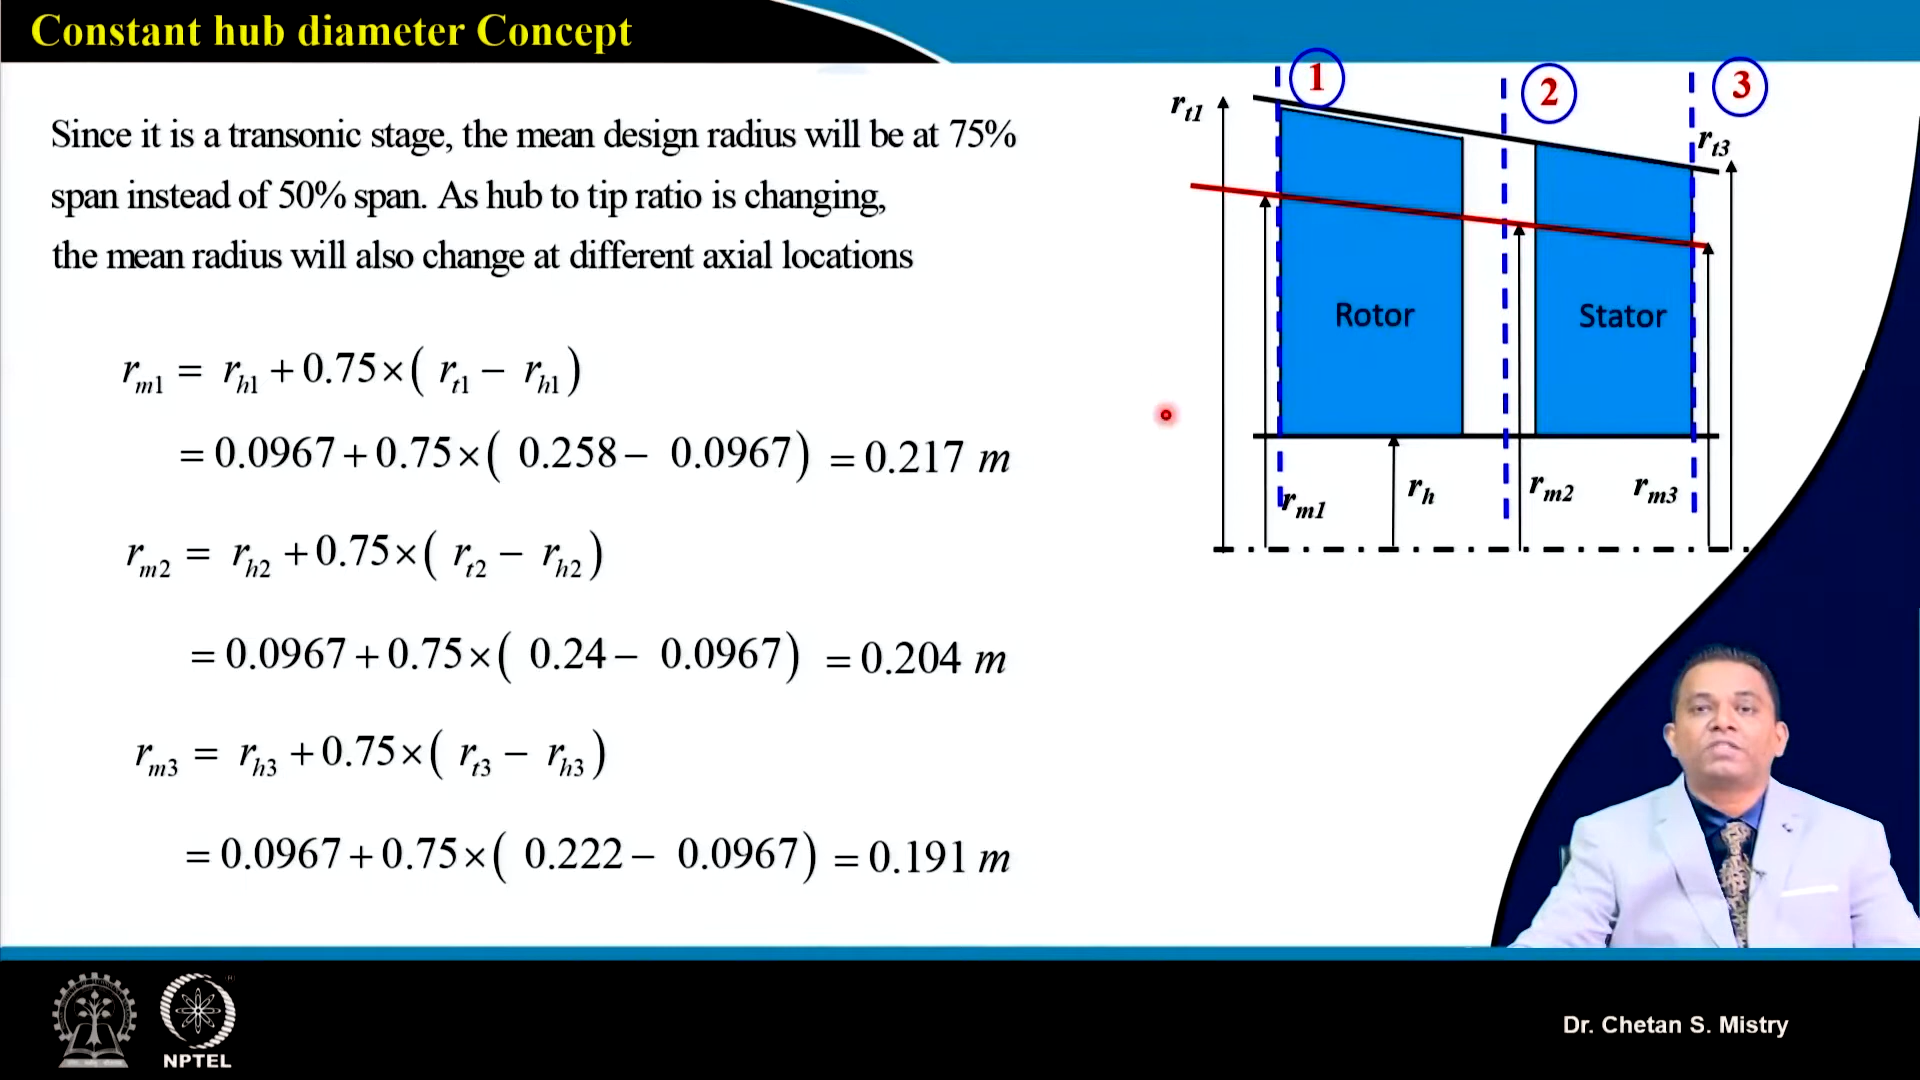 Constant hub diameter Concept
Since it is a transonic stage, the mean design radius will be at 75%
span instead of 50% span. As hub to tip ratio is changing,
the mean radius will also change at different axial locations
r_m1 = r_h1 + 0.75×( r_t1 − r_h1 )
= 0.0967 + 0.75×( 0.258 − 0.0967 ) = 0.217 m
r_m2 = r_h2 + 0.75×( r_t2 − r_h2 )
= 0.0967 + 0.75×( 0.24 − 0.0967 ) = 0.204 m
r_m3 = r_h3 + 0.75×( r_t3 − r_h3 )
= 0.0967 + 0.75×( 0.222 − 0.0967 ) = 0.191 m
1
2
3
r_t1
r_t3
Rotor
Stator
r_m1
r_h
r_m2
r_m3
NPTEL
Dr. Chetan S. Mistry